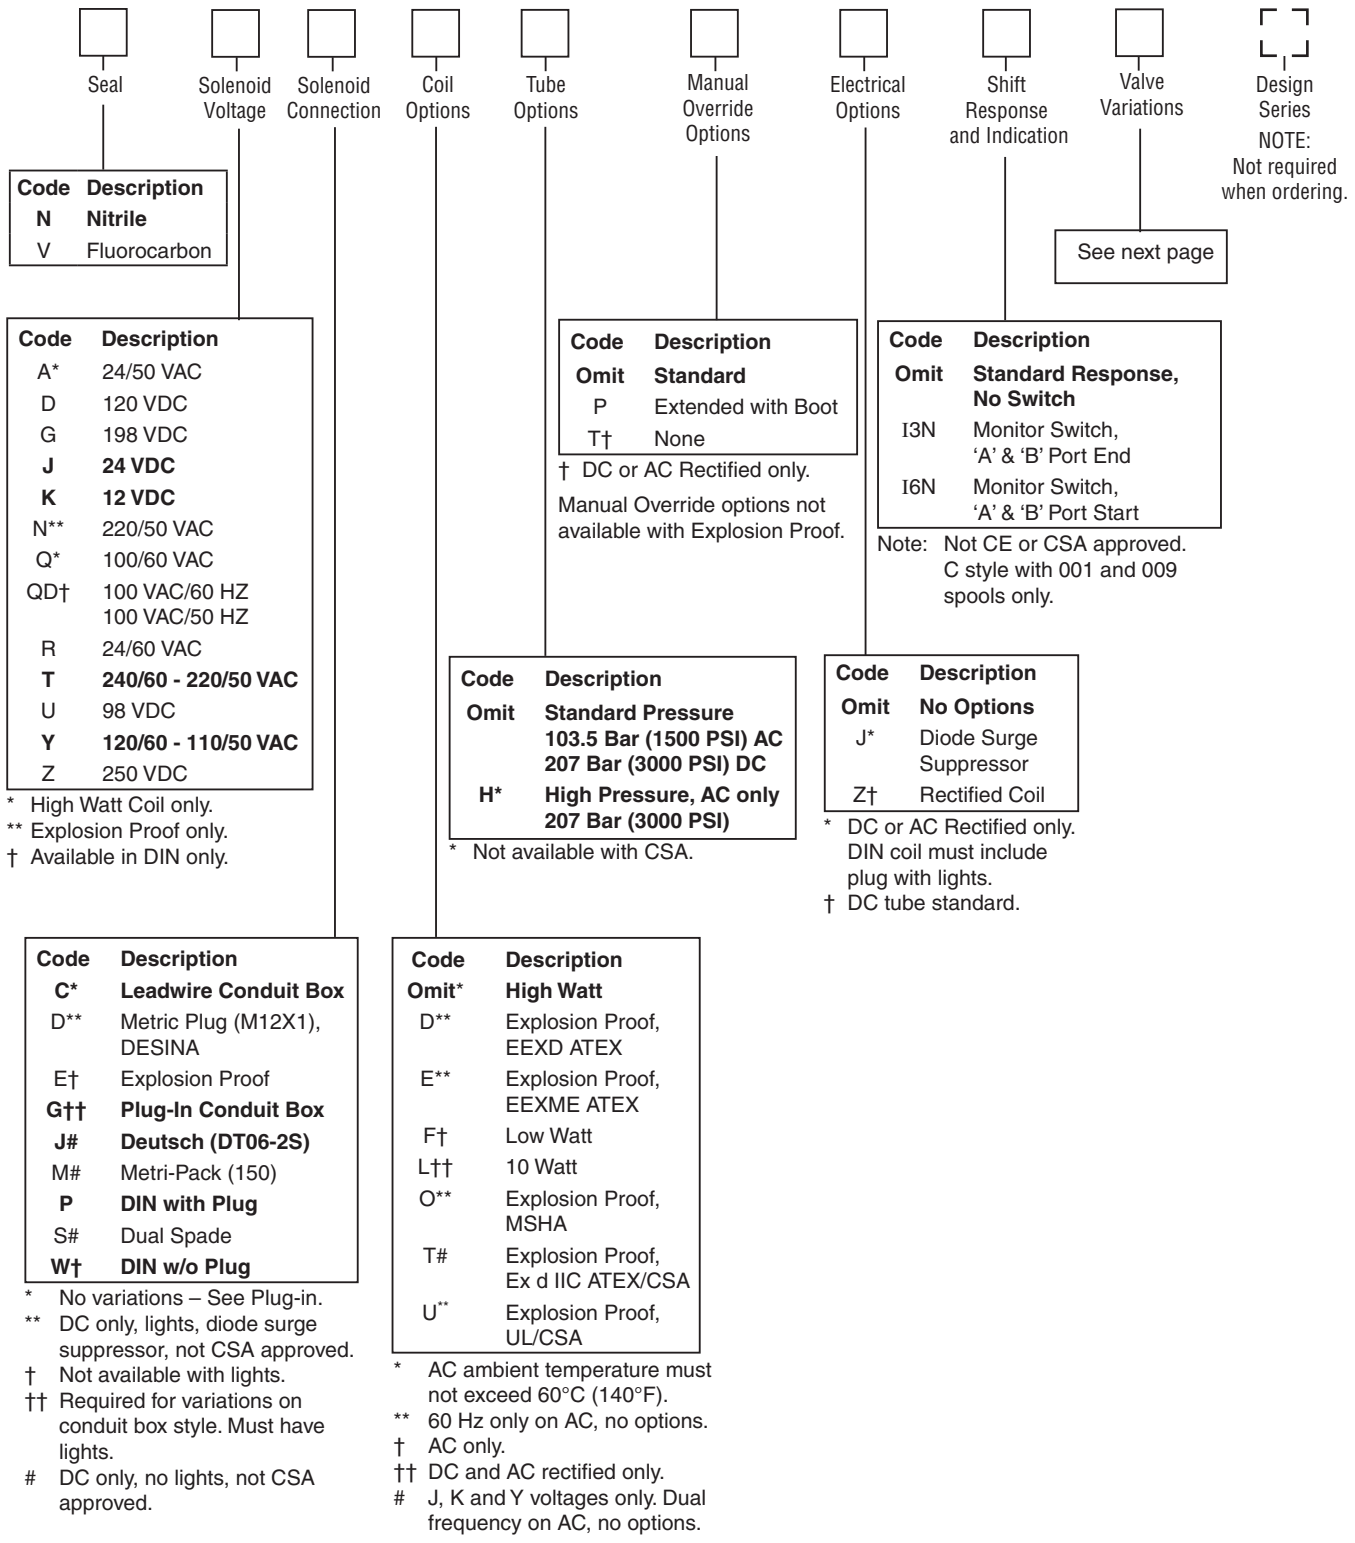 Seal
Solenoid
Voltage
Solenoid
Connection
Coil
Options
Tube
Options
Manual
Override
Options
Electrical
Options
Shift
Response
and Indication
Valve
Variations
Design
Series
NOTE:
Not required
when ordering.
Code Description
N Nitrile
V Fluorocarbon
See next page
Code Description
A* 24/50 VAC
D 120 VDC
G 198 VDC
J 24 VDC
K 12 VDC
N** 220/50 VAC
Q* 100/60 VAC
QD† 100 VAC/60 HZ
100 VAC/50 HZ
R 24/60 VAC
T 240/60 - 220/50 VAC
U 98 VDC
Y 120/60 - 110/50 VAC
Z 250 VDC
* High Watt Coil only.
** Explosion Proof only.
† Available in DIN only.
Code Description
Omit Standard
P Extended with Boot
T† None
† DC or AC Rectified only.
Manual Override options not
available with Explosion Proof.
Code Description
Omit Standard Response,
No Switch
I3N Monitor Switch,
‘A’ & ‘B’ Port End
I6N Monitor Switch,
‘A’ & ‘B’ Port Start
Note: Not CE or CSA approved.
C style with 001 and 009
spools only.
Code Description
Omit Standard Pressure
103.5 Bar (1500 PSI) AC
207 Bar (3000 PSI) DC
H* High Pressure, AC only
207 Bar (3000 PSI)
* Not available with CSA.
Code Description
Omit No Options
J* Diode Surge
Suppressor
Z† Rectified Coil
* DC or AC Rectified only.
DIN coil must include
plug with lights.
† DC tube standard.
Code Description
C* Leadwire Conduit Box
D** Metric Plug (M12X1),
DESINA
E† Explosion Proof
G†† Plug-In Conduit Box
J# Deutsch (DT06-2S)
M# Metri-Pack (150)
P DIN with Plug
S# Dual Spade
W† DIN w/o Plug
* No variations – See Plug-in.
** DC only, lights, diode surge
suppressor, not CSA approved.
† Not available with lights.
†† Required for variations on
conduit box style. Must have
lights.
# DC only, no lights, not CSA
approved.
Code Description
Omit* High Watt
D** Explosion Proof,
EEXD ATEX
E** Explosion Proof,
EEXME ATEX
F† Low Watt
L†† 10 Watt
O** Explosion Proof,
MSHA
T# Explosion Proof,
Ex d IIC ATEX/CSA
U** Explosion Proof,
UL/CSA
* AC ambient temperature must
not exceed 60°C (140°F).
** 60 Hz only on AC, no options.
† AC only.
†† DC and AC rectified only.
# J, K and Y voltages only. Dual
frequency on AC, no options.